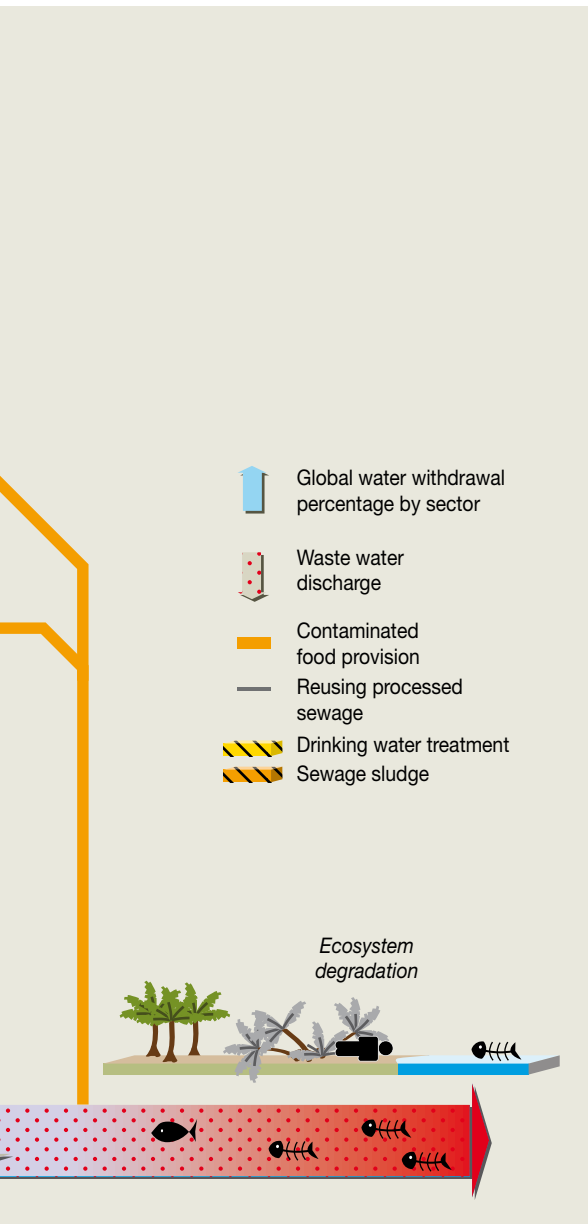 Global water withdrawal
percentage by sector
Waste water
discharge
Contaminated
food provision
Reusing processed
sewage
Drinking water treatment
Sewage sludge
Ecosystem
degradation